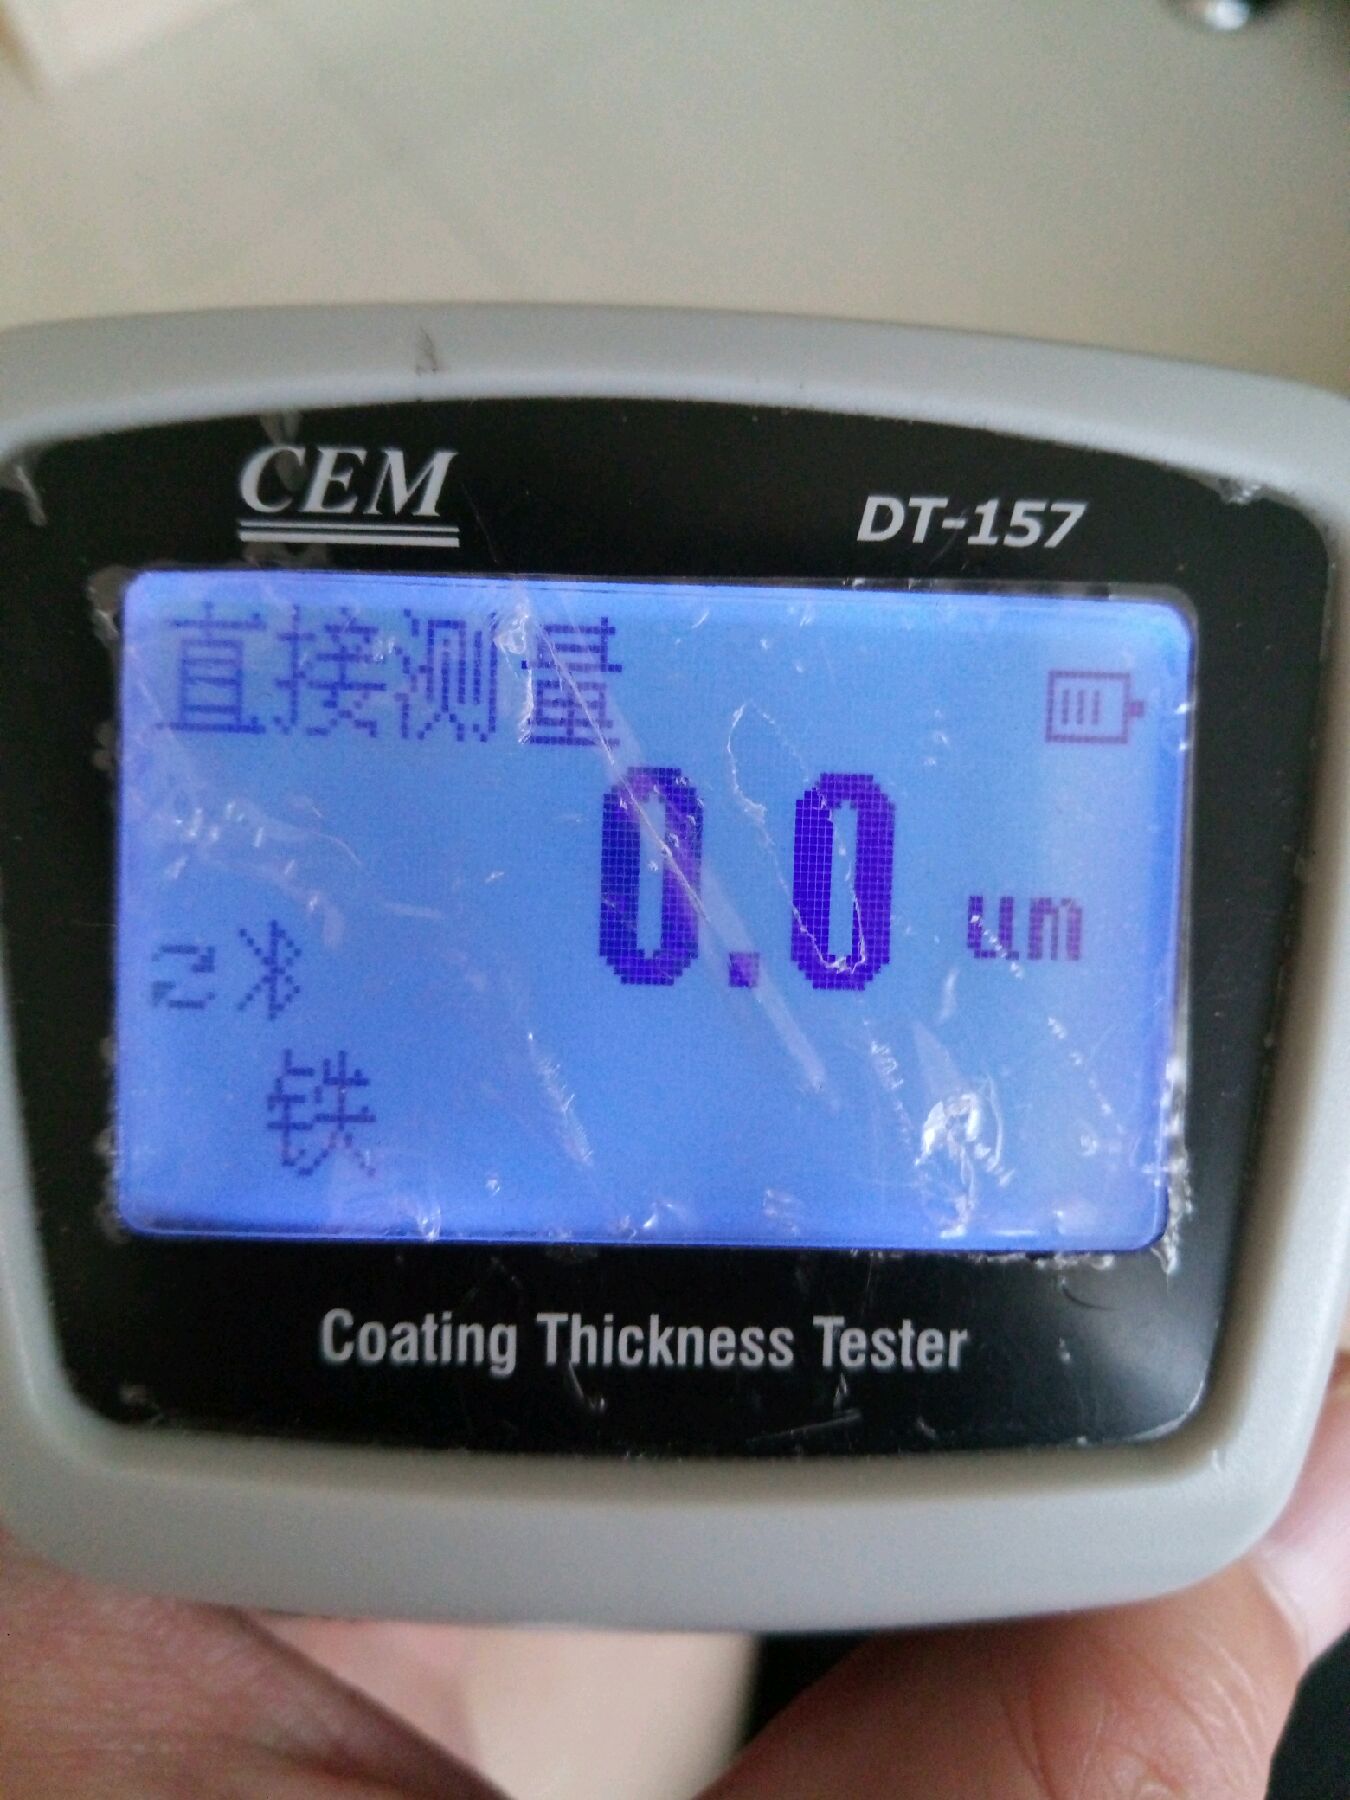 CEM
DT-157
直接测量
0.0 um
铁
Coating Thickness Tester